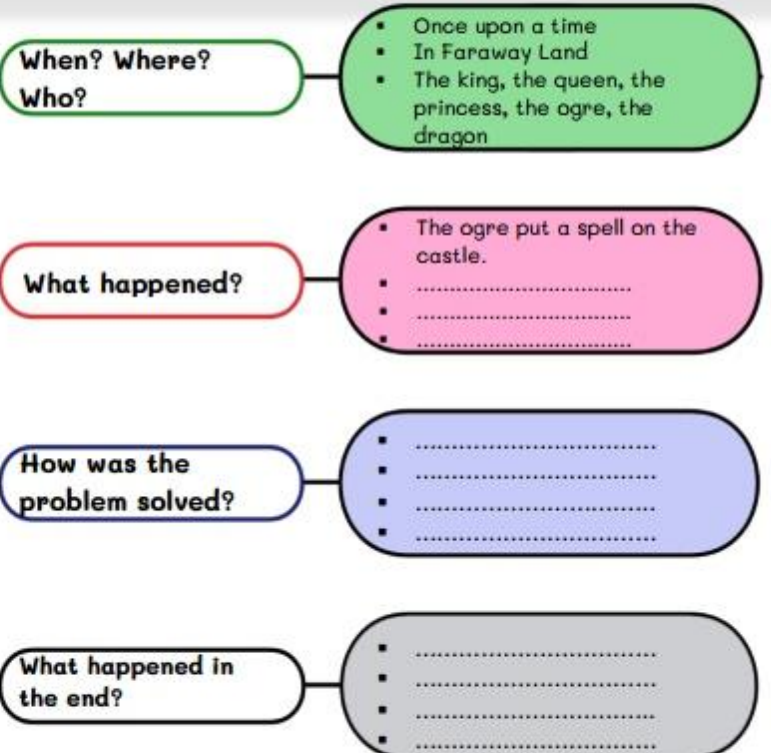 When? Where?
Who?
▪ Once upon a time
▪ In Faraway Land
▪ The king, the queen, the
princess, the ogre, the
dragon
What happened?
▪ The ogre put a spell on the
castle.
▪ ................................
▪ ................................
▪ ................................
How was the
problem solved?
▪ ....................................
▪ ....................................
▪ ....................................
▪ ....................................
What happened in
the end?
▪ ....................................
▪ ....................................
▪ ....................................
▪ ....................................